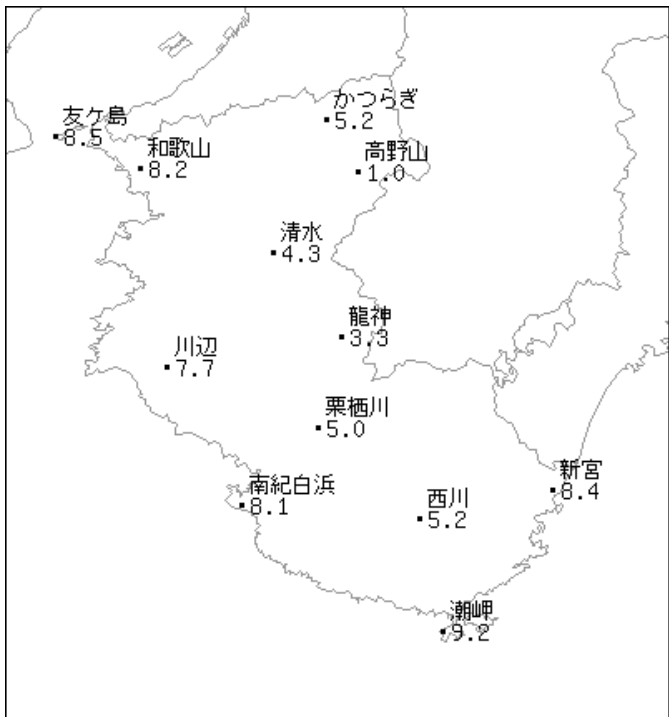 かつらぎ
5.2
友ケ島
8.5
和歌山
8.2
高野山
1.0
清水
4.3
龍神
3.3
川辺
7.7
栗栖川
5.0
新宮
8.4
南紀白浜
8.1
西川
5.2
潮岬
9.2